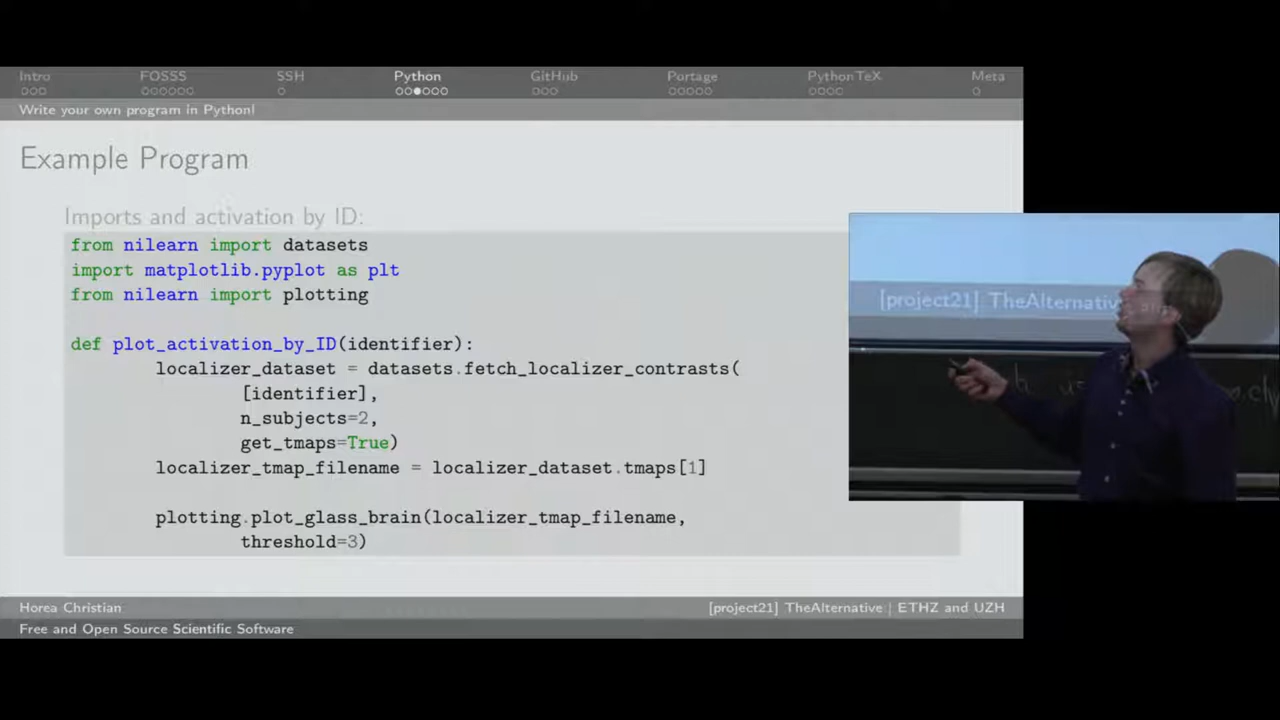 Intro FOSSS SSH Python GitHub Portage PythonTeX Meta
Write your own program in Python!
Example Program
Imports and activation by ID:
from nilearn import datasets
import matplotlib.pyplot as plt
from nilearn import plotting
def plot_activation_by_ID(identifier):
localizer_dataset = datasets.fetch_localizer_contrasts(
[identifier],
n_subjects=2,
get_tmaps=True)
localizer_tmap_filename = localizer_dataset.tmaps[1]
plotting.plot_glass_brain(localizer_tmap_filename,
threshold=3)
[project21] TheAlternative
Horea Christian [project21] TheAlternative | ETHZ and UZH
Free and Open Source Scientific Software